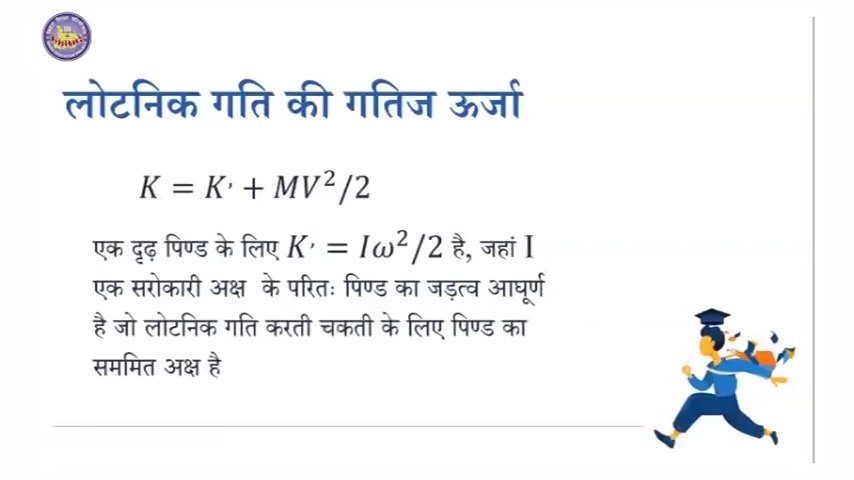 लोटनिक गति की गतिज ऊर्जा
K = K′ + MV²/2
एक दृढ़ पिण्ड के लिए K′ = Iω²/2 है, जहां I
एक सरोकारी अक्ष के परितः पिण्ड का जड़त्व आघूर्ण
है जो लोटनिक गति करती चकती के लिए पिण्ड का
सममित अक्ष है